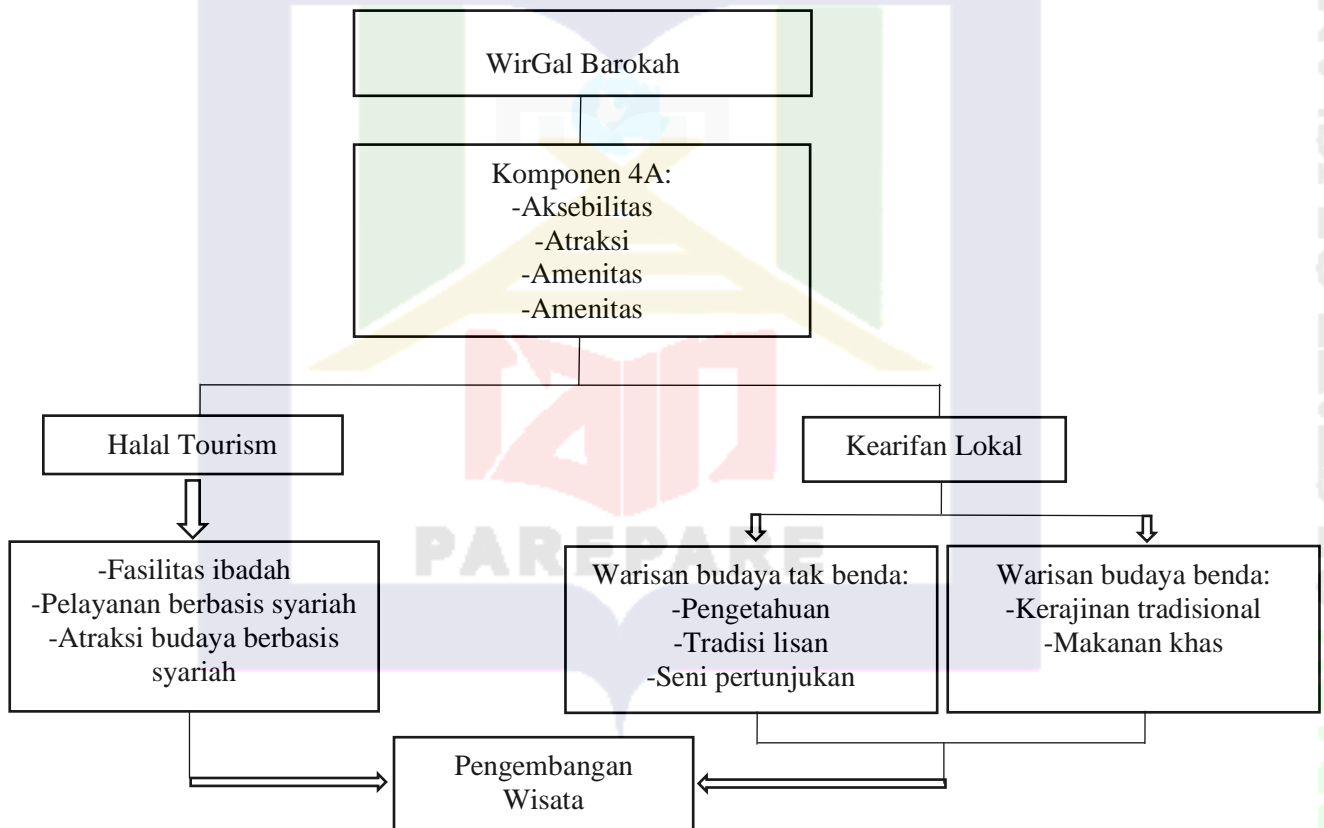 WirGal Barokah
Komponen 4A:
-Aksebilitas
-Atraksi
-Amenitas
-Amenitas
Halal Tourism
Kearifan Lokal
-Fasilitas ibadah
-Pelayanan berbasis syariah
-Atraksi budaya berbasis
syariah
Warisan budaya tak benda:
-Pengetahuan
-Tradisi lisan
-Seni pertunjukan
Warisan budaya benda:
-Kerajinan tradisional
-Makanan khas
PAREPARE
Pengembangan
Wisata